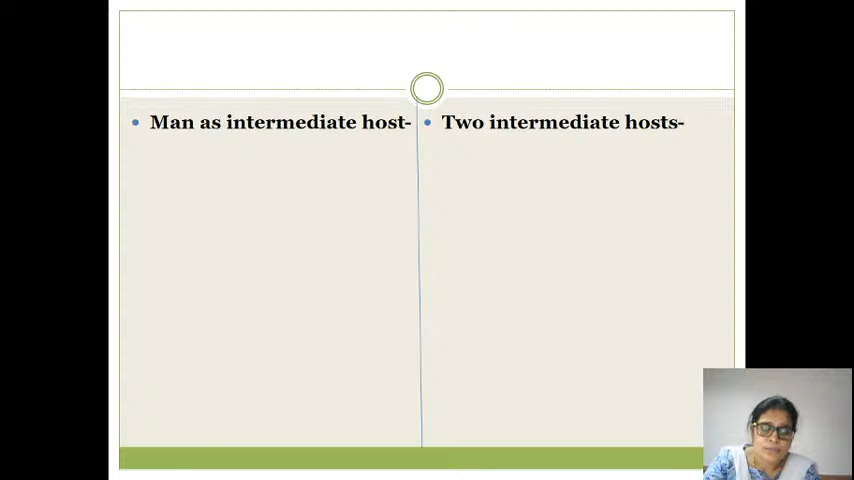 Man as intermediate host-
Two intermediate hosts-